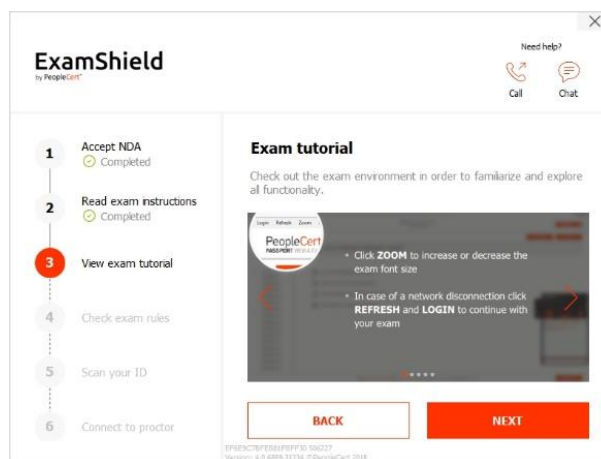 Need help?
ExamShield
by PeopleCert
Call
Chat
1
Accept NDA
Completed
2
Read exam instructions
Completed
3
View exam tutorial
4
Check exam rules
5
Scan your ID
6
Connect to proctor
Exam tutorial
Check out the exam environment in order to familiarize and explore
all functionality.
Login Refresh Zoom
PeopleCert
PASSPORT
• Click ZOOM to increase or decrease the
exam font size
• In case of a network disconnection click
REFRESH and LOGIN to continue with
your exam
BACK
NEXT